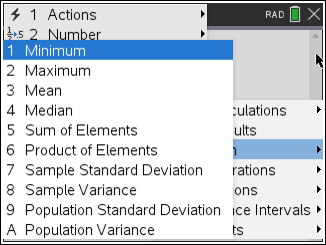 1 Actions
RAD
2 Number
1 Minimum
2 Maximum
3 Mean
4 Median
culations
5 Sum of Elements
ults
6 Product of Elements
7 Sample Standard Deviation
rations
8 Sample Variance
ons
9 Population Standard Deviation
ce Intervals
A Population Variance
ts